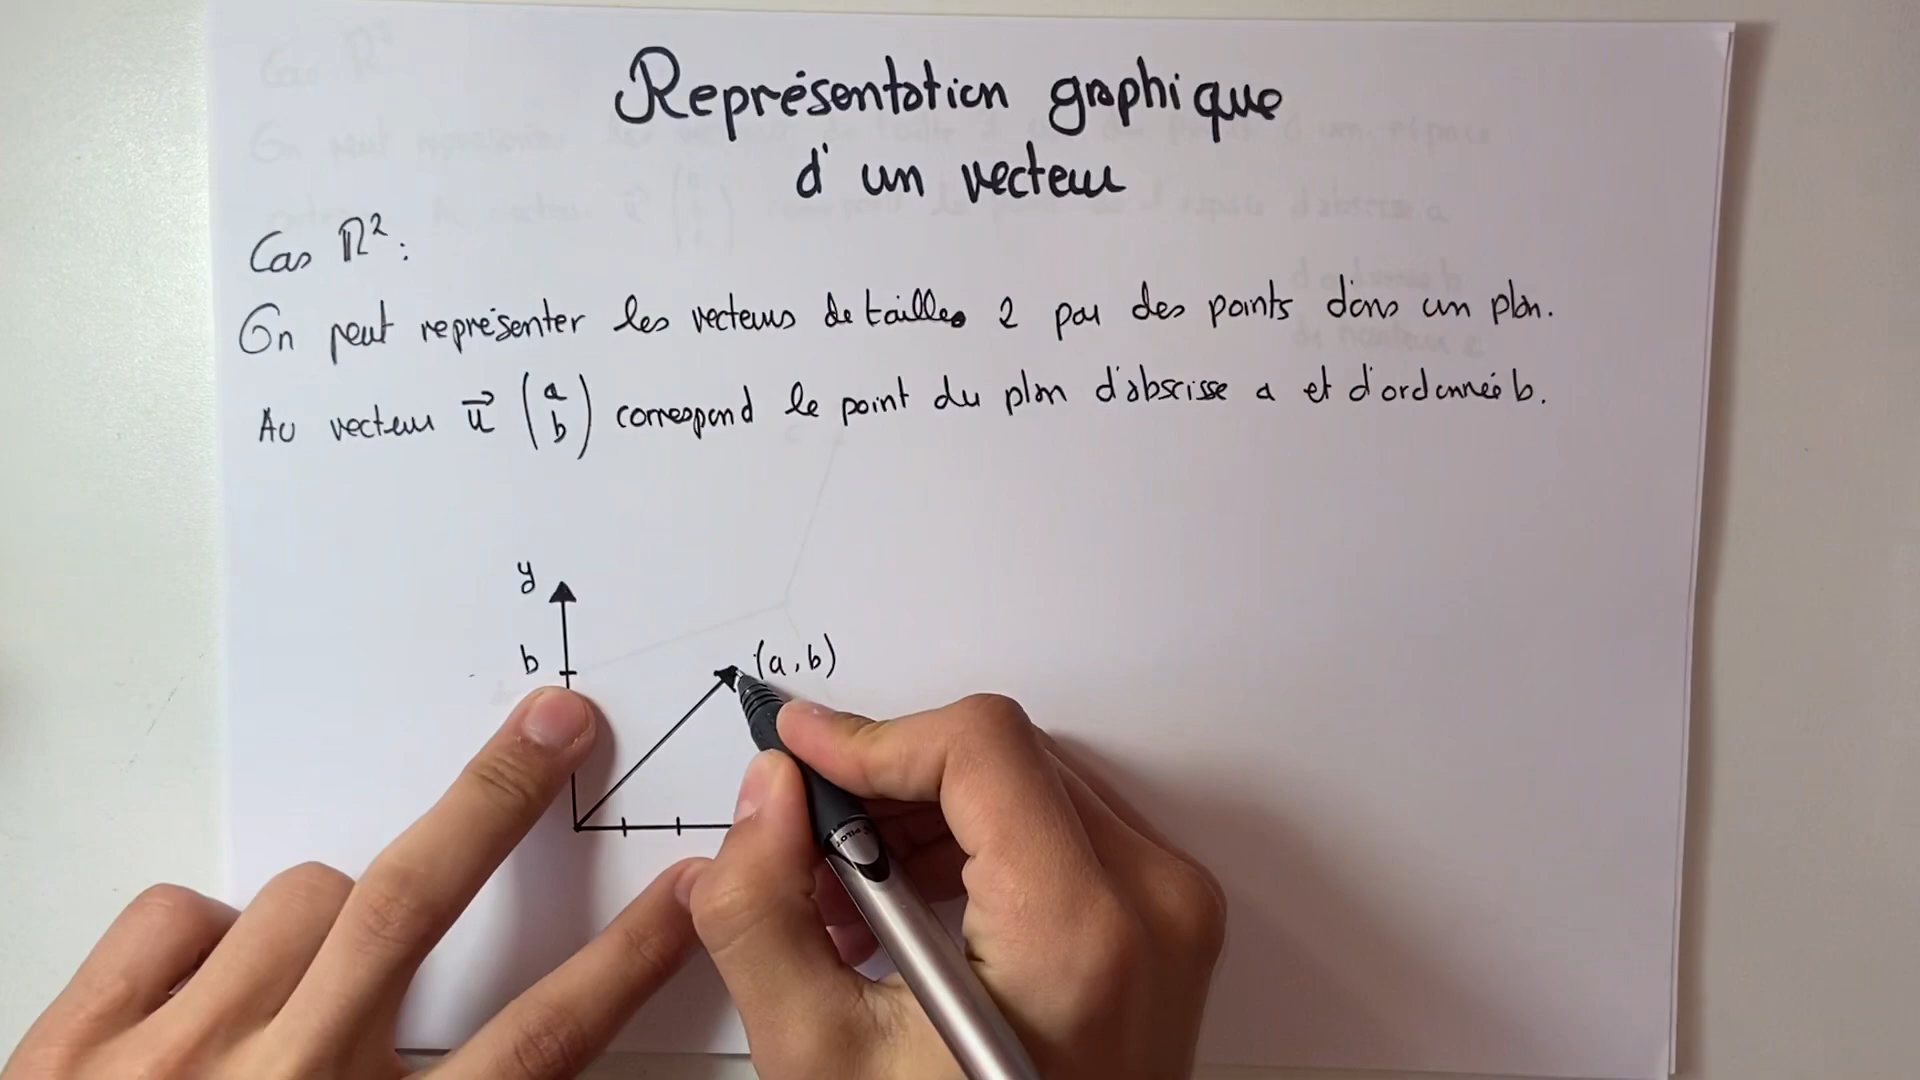 Représentation graphique
d'un vecteur
Cas ℝ²:
On peut représenter les vecteurs de tailles 2 par des points dans un plan.
Au vecteur u⃗ (a b) correspond le point du plan d'abscisse a et d'ordonnée b.
y
b
(a, b)
PILOT